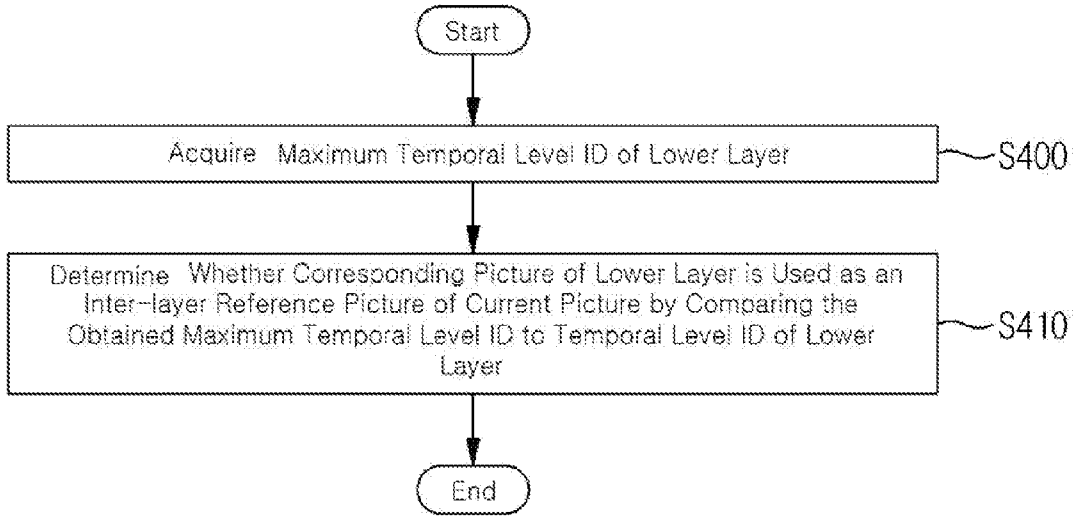 Start
Acquire Maximum Temporal Level ID of Lower Layer
S400
Determine Whether Corresponding Picture of Lower Layer is Used as an
Inter-layer Reference Picture of Current Picture by Comparing the
Obtained Maximum Temporal Level ID to Temporal Level ID of Lower
Layer
S410
End